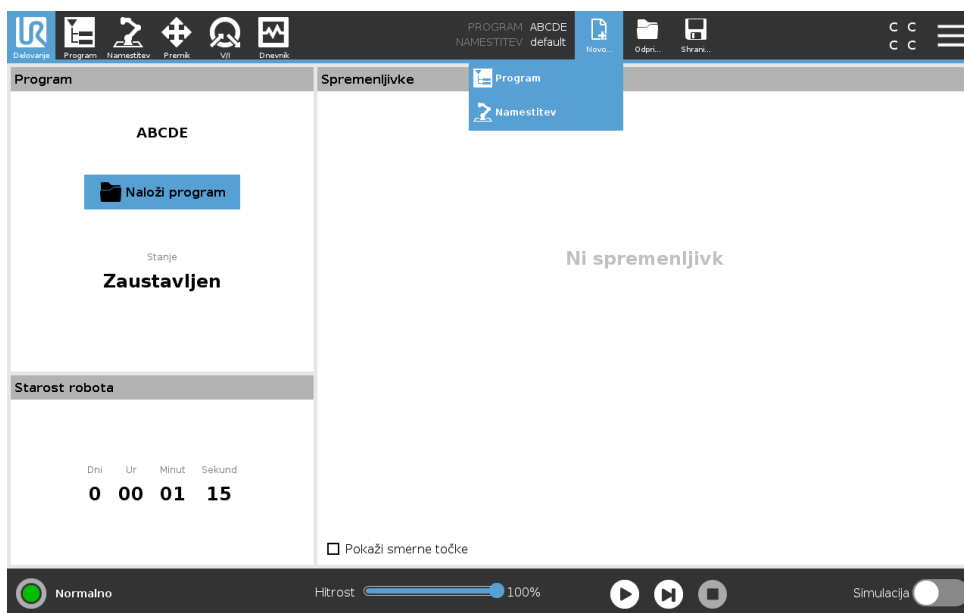 UR
Delovanje
Program
Namestitev
Premik
V/I
Dnevnik
PROGRAM ABCDE
NAMESTITEV default
Novo...
Odpri...
Shrani...
C C
C C
Program
Namestitev
Program
ABCDE
Naloži program
Stanje
Zaustavljen
Spremenljivke
Ni spremenljivk
Starost robota
Dni Ur Minut Sekund
0 00 01 15
Pokaži smerne točke
Normalno
Hitrost 100%
Simulacija